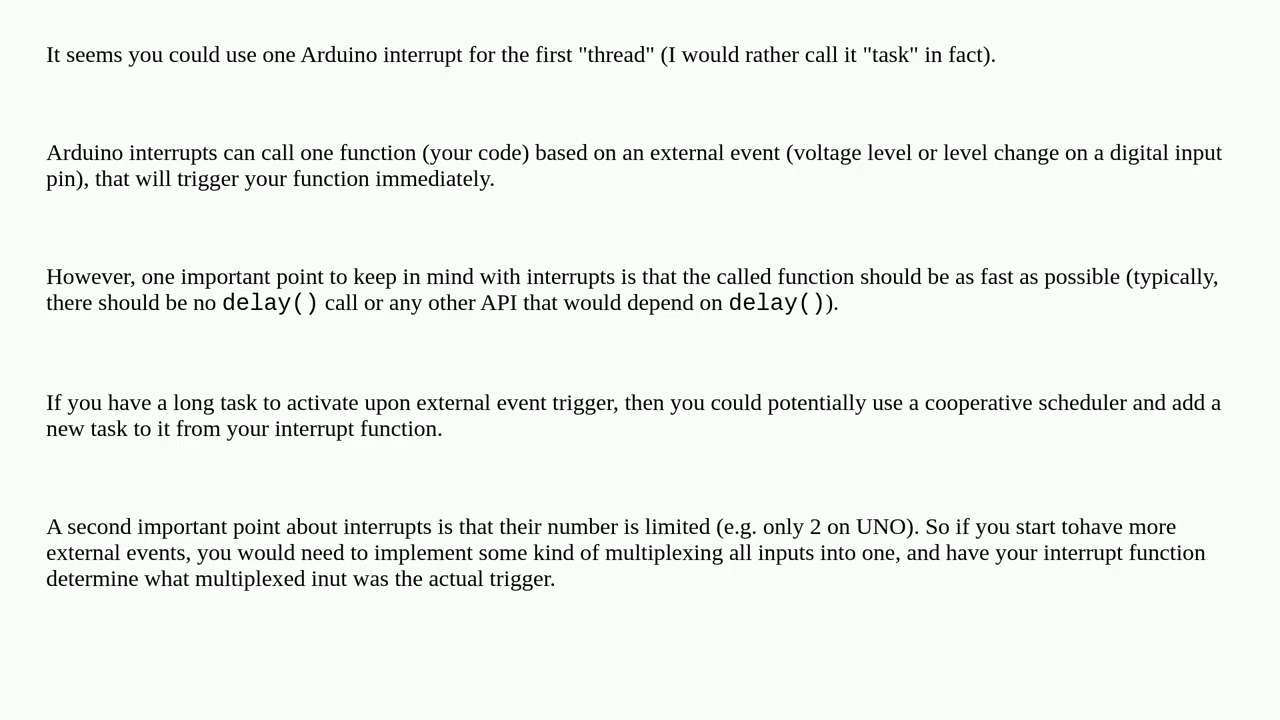 It seems you could use one Arduino interrupt for the first "thread" (I would rather call it "task" in fact).
Arduino interrupts can call one function (your code) based on an external event (voltage level or level change on a digital input
pin), that will trigger your function immediately.
However, one important point to keep in mind with interrupts is that the called function should be as fast as possible (typically,
there should be no delay() call or any other API that would depend on delay()).
If you have a long task to activate upon external event trigger, then you could potentially use a cooperative scheduler and add a
new task to it from your interrupt function.
A second important point about interrupts is that their number is limited (e.g. only 2 on UNO). So if you start tohave more
external events, you would need to implement some kind of multiplexing all inputs into one, and have your interrupt function
determine what multiplexed inut was the actual trigger.